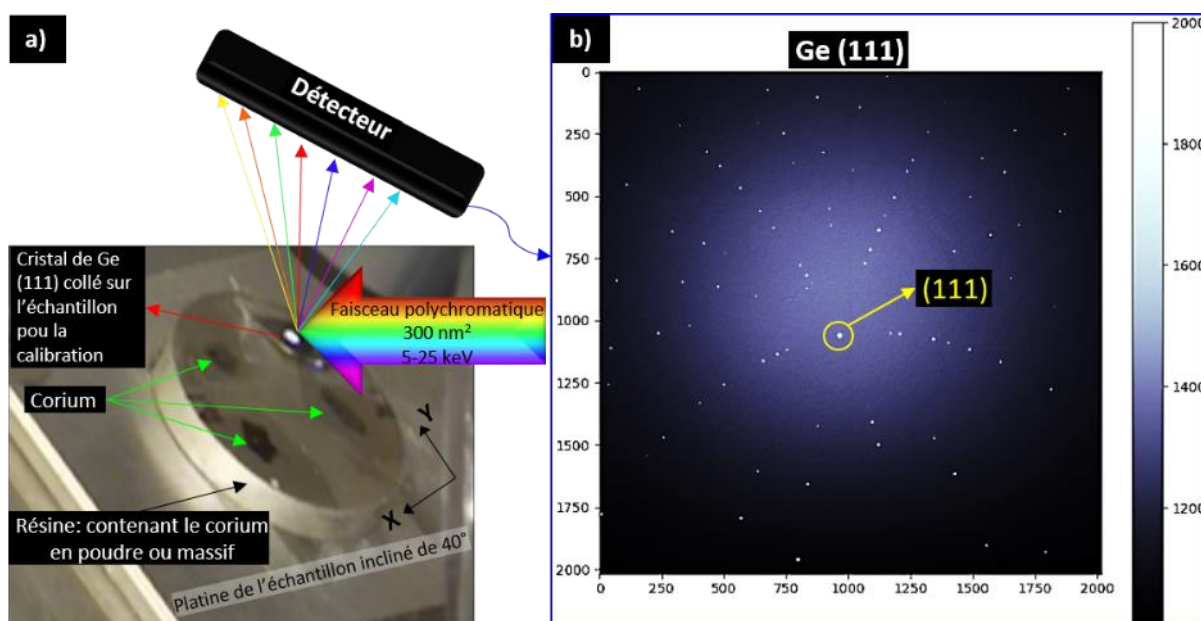 a)
Détecteur
Cristal de Ge
(111) collé sur
l'échantillon
pou la
calibration
Faisceau polychromatique
300 nm²
5-25 keV
Corium
Y
X
Résine: contenant le corium
en poudre ou massif
Platine de l'échantillon incliné de 40°
b)
Ge (111)
0
250
500
750
1000
1250
1500
1750
2000
0
250
500
750
1000
1250
1500
1750
2000
(111)
2000
1800
1600
1400
1200